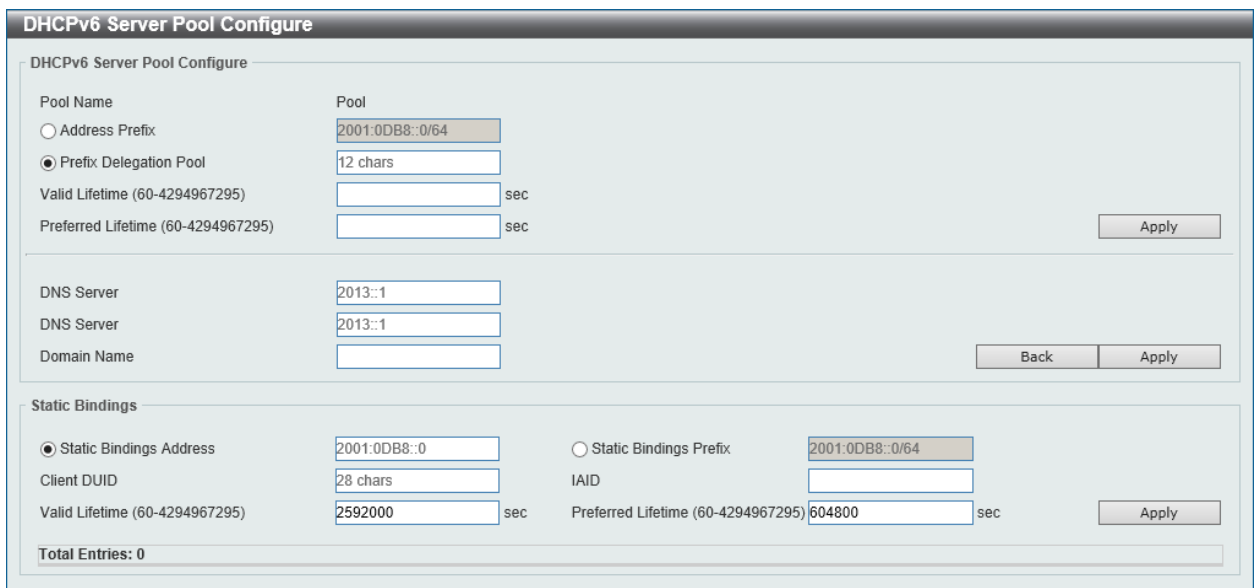 DHCPv6 Server Pool Configure
DHCPv6 Server Pool Configure
Pool Name Pool
Address Prefix 2001:0DB8::0/64
Prefix Delegation Pool 12 chars
Valid Lifetime (60-4294967295) sec
Preferred Lifetime (60-4294967295) sec Apply
DNS Server 2013::1
DNS Server 2013::1
Domain Name Back Apply
Static Bindings
Static Bindings Address 2001:0DB8::0 Static Bindings Prefix 2001:0DB8::0/64
Client DUID 28 chars IAID
Valid Lifetime (60-4294967295) 2592000 sec Preferred Lifetime (60-4294967295) 604800 sec Apply
Total Entries: 0